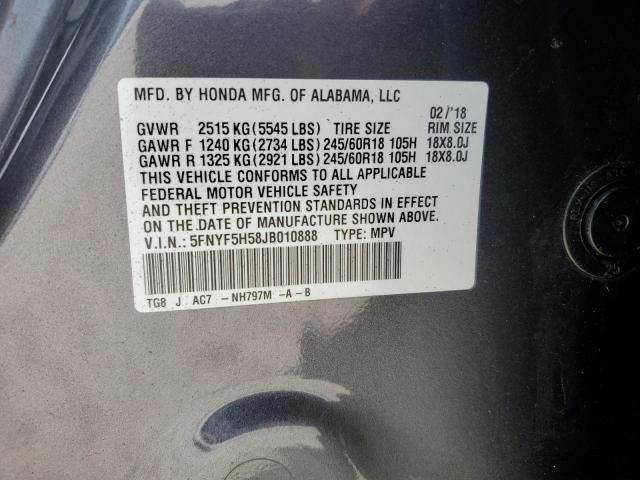 MFD. BY HONDA MFG. OF ALABAMA, LLC
02 /'18
GVWR 2515 KG (5545 LBS) TIRE SIZE RIM SIZE
GAWR F 1240 KG (2734 LBS) 245/60R18 105H 18X8.0J
GAWR R 1325 KG (2921 LBS) 245/60R18 105H 18X8.0J
THIS VEHICLE CONFORMS TO ALL APPLICABLE
FEDERAL MOTOR VEHICLE SAFETY
AND THEFT PREVENTION STANDARDS IN EFFECT
ON THE DATE OF MANUFACTURE SHOWN ABOVE.
V.I.N.: 5FNYF5H58JB010888 TYPE: MPV
TG8 J AC7 -NH797M -A-B
25